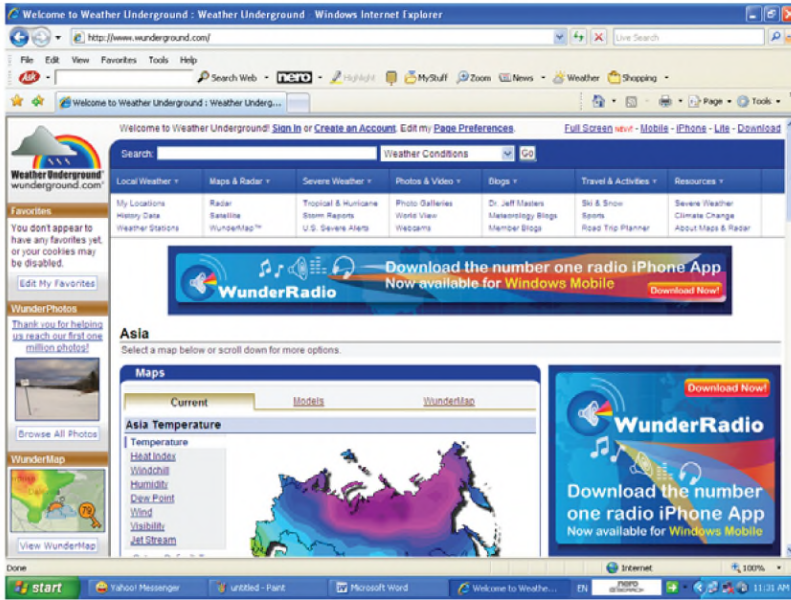 Welcome to Weather Underground : Weather Underground - Windows Internet Explorer
http://www.wunderground.com/
Live Search
File Edit View Favorites Tools Help
Ask
Search Web
nero
Highlight
MyStuff
Zoom
News
Weather
Shopping
Welcome to Weather Underground : Weather Underg...
Page
Tools
Welcome to Weather Underground! Sign In or Create an Account. Edit my Page Preferences.
Full Screen new! - Mobile - iPhone - Lite - Download
Search:
Weather Conditions
Go
Weather Underground
wunderground.com
Local Weather Maps & Radar Severe Weather Photos & Video Blogs Travel & Activities Resources
My Locations Radar Tropical & Hurricane Photo Galleries Dr. Jeff Masters Ski & Snow Severe Weather
History Data Satellite Storm Reports World View Meteorology Blogs Sports Climate Change
Weather Stations WunderMap™ U.S. Severe Alerts Webcams Member Blogs Road Trip Planner About Maps & Radar
Favorites
You don't appear to
have any favorites yet,
or your cookies may
be disabled.
Edit My Favorites
WunderPhotos
Thank you for helping
us reach our first one
million photos!
Browse All Photos
WunderMap
79
View WunderMap
WunderRadio
Download the number one radio iPhone App
Now available for Windows Mobile
Download Now!
Asia
Select a map below or scroll down for more options.
Maps
Current Models WunderMap
Asia Temperature
Temperature
Heat Index
Windchill
Humidity
Dew Point
Wind
Visibility
Jet Stream
Download Now!
WunderRadio
Download the number
one radio iPhone App
Now available for Windows Mobile
Done
Internet
100%
start
Yahoo! Messenger
untitled - Paint
Microsoft Word
Welcome to Weathe...
EN
nero
11:31 AM